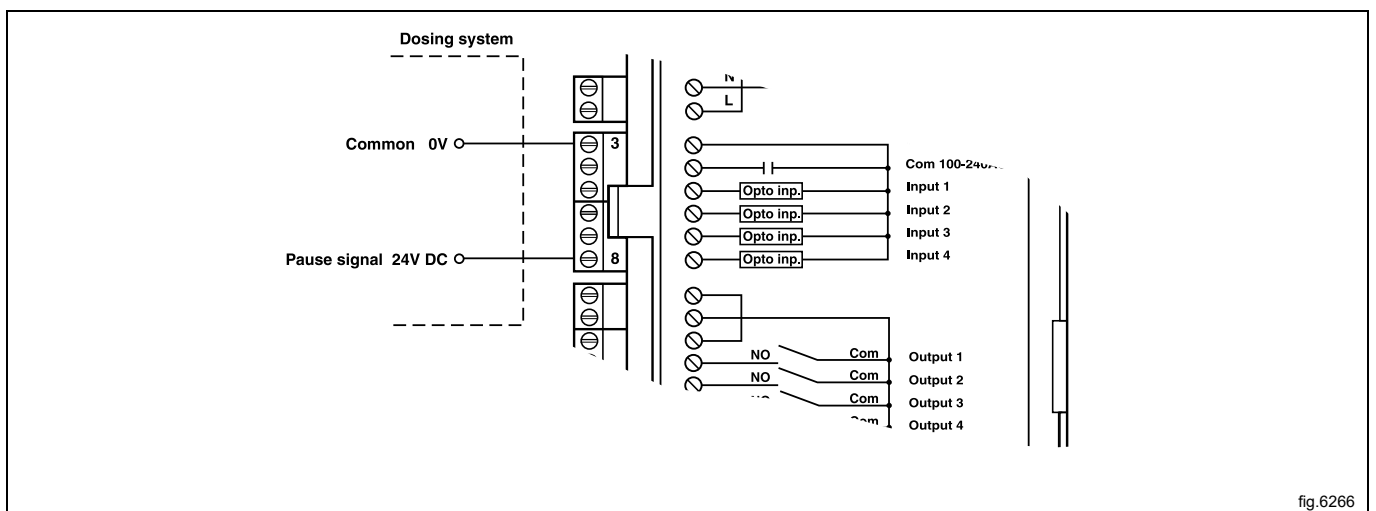 Dosing system
N
L
Common 0V
3
Com
Opto inp.
Input 1
Opto inp.
Input 2
Opto inp.
Input 3
Opto inp.
Input 4
Pause signal 24V DC
8
NO
Com
Output 1
NO
Com
Output 2
Com
Output 3
Output 4
fig.6266